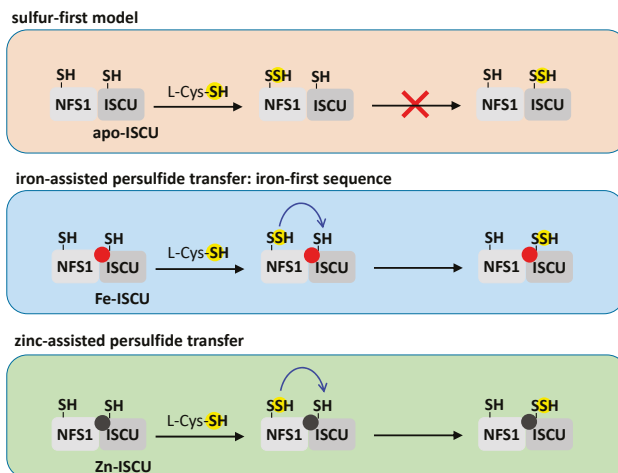 sulfur-first model
SH SH SSH SH SH SSH
L-Cys-SH
NFS1 ISCU NFS1 ISCU NFS1 ISCU
apo-ISCU
iron-assisted persulfide transfer: iron-first sequence
SH SH SSH SH SH SSH
L-Cys-SH
NFS1 ISCU NFS1 ISCU NFS1 ISCU
Fe-ISCU
zinc-assisted persulfide transfer
SH SH SSH SH SH SSH
L-Cys-SH
NFS1 ISCU NFS1 ISCU NFS1 ISCU
Zn-ISCU